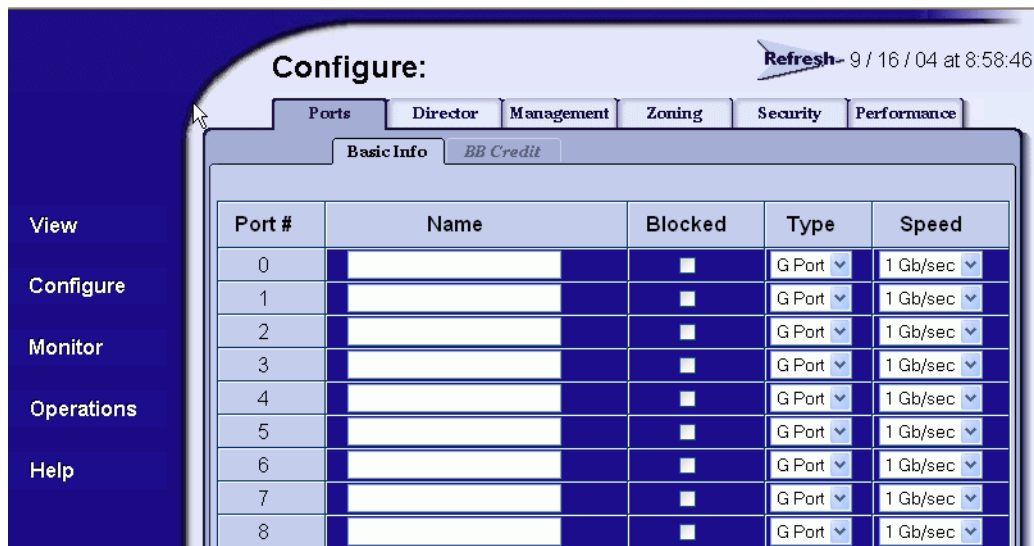 Configure:
Refresh- 9 / 16 / 04 at 8:58:46
Ports Director Management Zoning Security Performance
Basic Info BB Credit
View
Configure
Monitor
Operations
Help
Port # Name Blocked Type Speed
0 G Port 1 Gb/sec
1 G Port 1 Gb/sec
2 G Port 1 Gb/sec
3 G Port 1 Gb/sec
4 G Port 1 Gb/sec
5 G Port 1 Gb/sec
6 G Port 1 Gb/sec
7 G Port 1 Gb/sec
8 G Port 1 Gb/sec